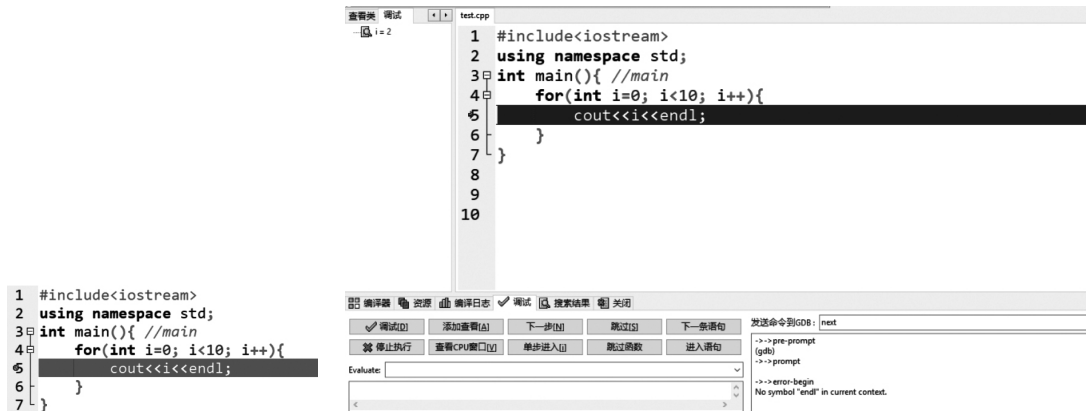 1 #include<iostream>
2 using namespace std;
3 int main(){ //main
4 for(int i=0; i<10; i++){
5 cout<<i<<endl;
6 }
7 }
查看类 调试
i = 2
test.cpp
1 #include<iostream>
2 using namespace std;
3 int main(){ //main
4 for(int i=0; i<10; i++){
5 cout<<i<<endl;
6 }
7 }
8
9
10
编译器 资源 编译日志 调试 搜索结果 关闭
调试[D] 添加查看[A] 下一步[N] 跳过[S] 下一条语句
停止执行 查看CPU窗口[V] 单步进入[i] 跳过函数 进入语句
Evaluate:
发送命令到GDB: next
->->pre-prompt
(gdb)
->->prompt
->->error-begin
No symbol "endl" in current context.